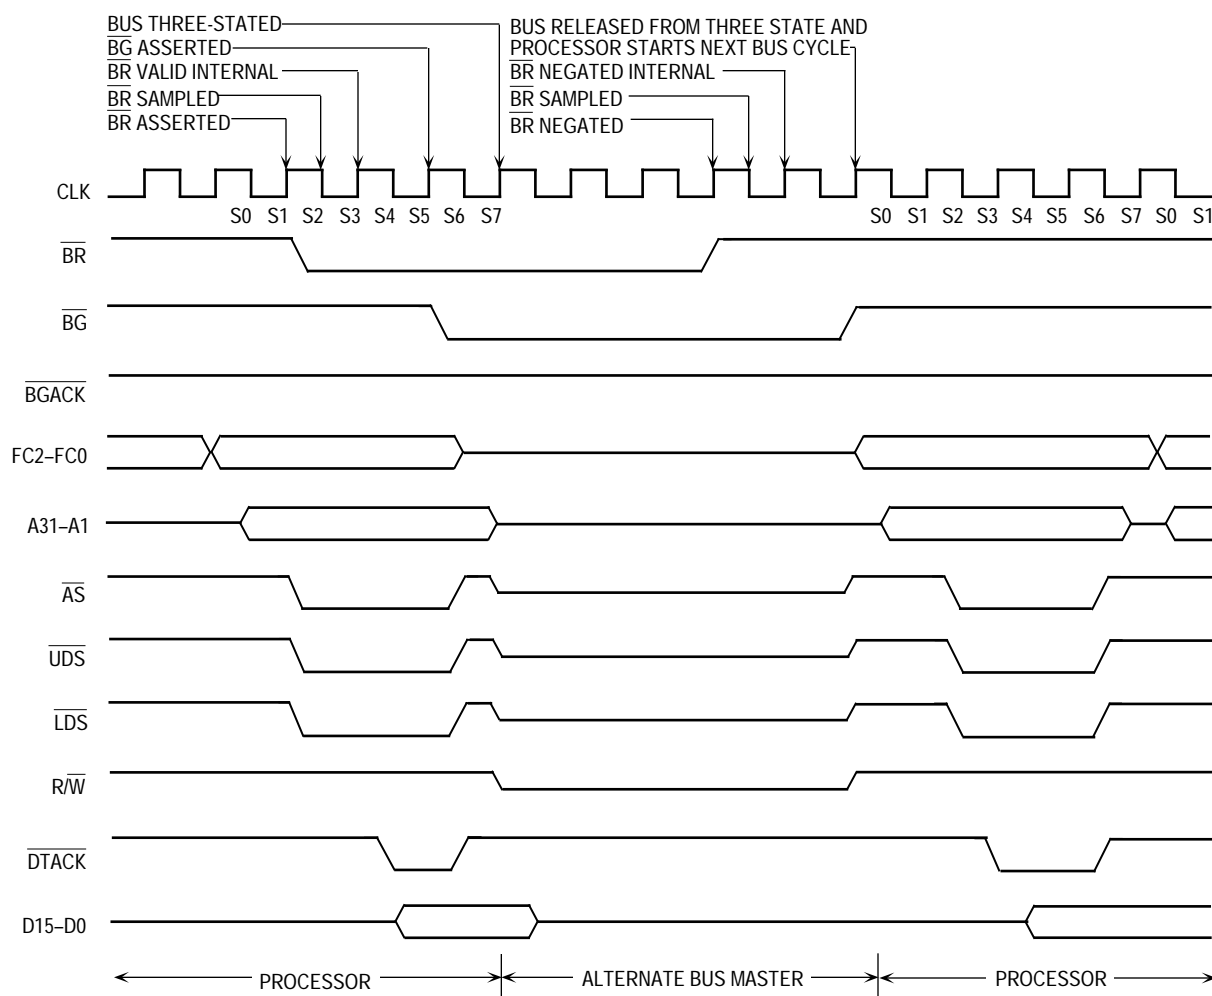 BUS THREE-STATED
BG ASSERTED
BR VALID INTERNAL
BR SAMPLED
BR ASSERTED
BUS RELEASED FROM THREE STATE AND
PROCESSOR STARTS NEXT BUS CYCLE
BR NEGATED INTERNAL
BR SAMPLED
BR NEGATED
CLK
S0 S1 S2 S3 S4 S5 S6 S7 S0 S1 S2 S3 S4 S5 S6 S7 S0 S1
BR
BG
BGACK
FC2–FC0
A31–A1
AS
UDS
LDS
R/W
DTACK
D15–D0
PROCESSOR ALTERNATE BUS MASTER PROCESSOR